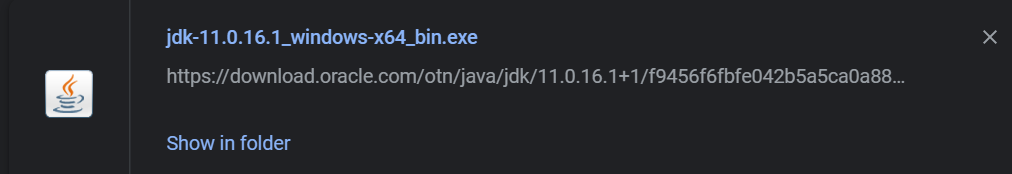 jdk-11.0.16.1_windows-x64_bin.exe
https://download.oracle.com/otn/java/jdk/11.0.16.1+1/f9456f6fbfe042b5a5ca0a88...
Show in folder